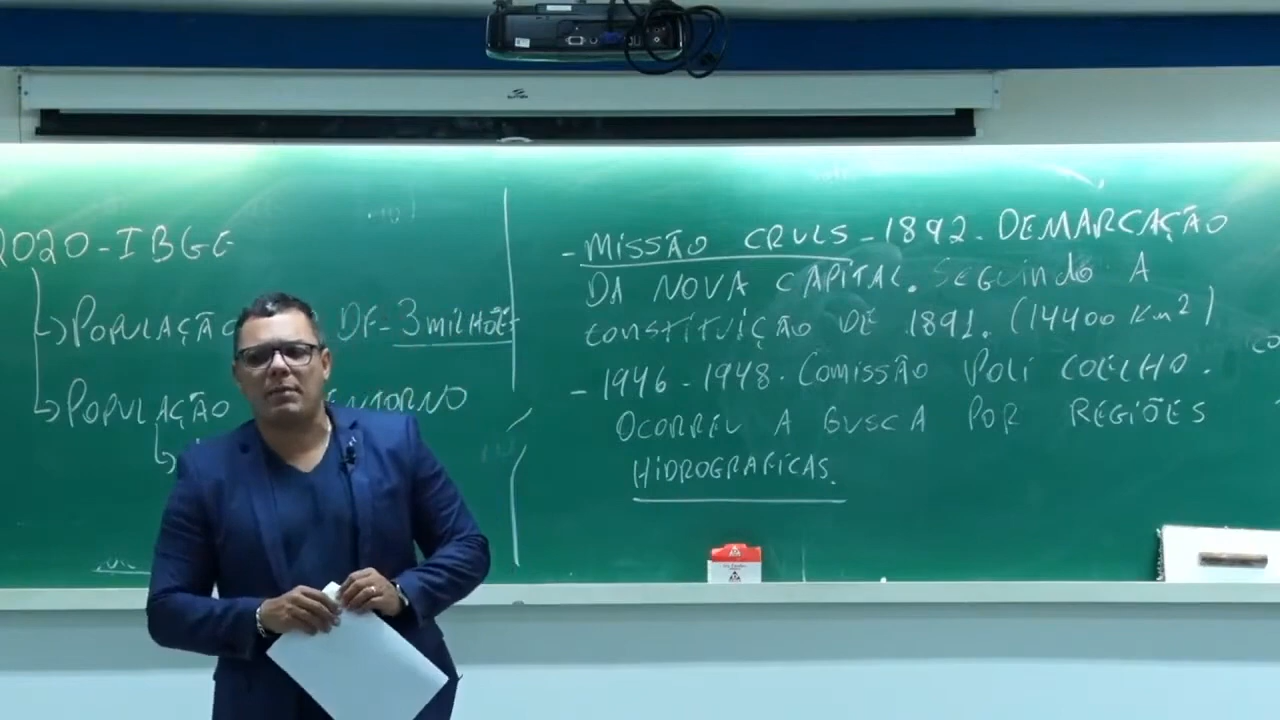 2020-IBGE
POPULAÇÃO DF-3 MILHÕES
POPULAÇÃO ENTORNO
- MISSÃO CRULS - 1892. DEMARCAÇÃO
DA NOVA CAPITAL. SEGUINDO A
CONSTITUIÇÃO DE 1891. (14400 Km²)
- 1946 - 1948. COMISSÃO POLI COELHO.
OCORREU A BUSCA POR REGIÕES
HIDROGRAFICAS.